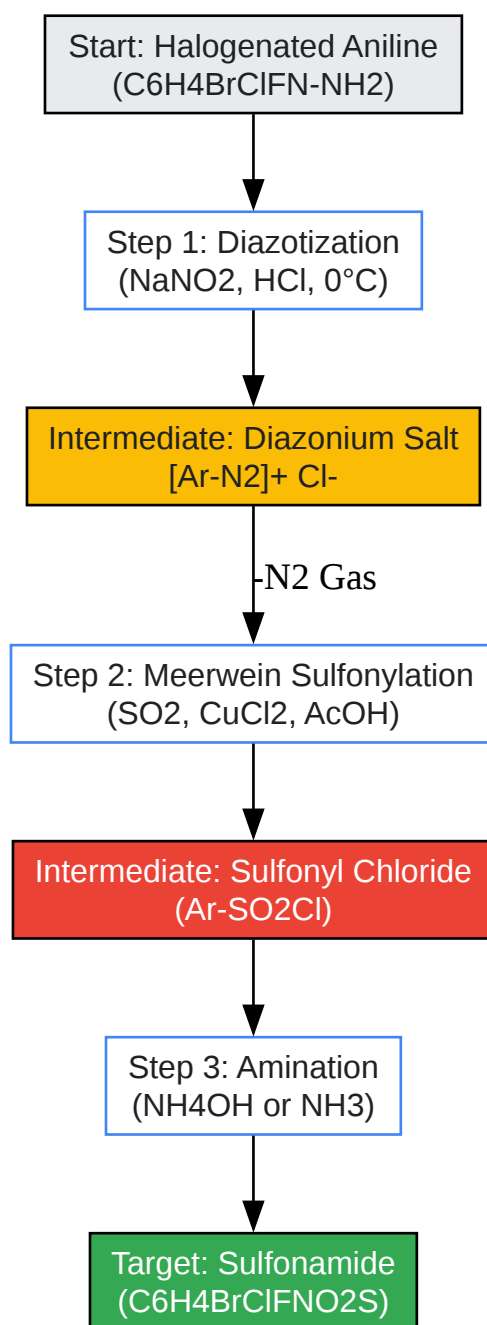 Start: Halogenated Aniline
(C6H4BrClFN-NH2)
Step 1: Diazotization
(NaNO2, HCl, 0°C)
Intermediate: Diazonium Salt
[Ar-N2]+ Cl-
-N2 Gas
Step 2: Meerwein Sulfonylation
(SO2, CuCl2, AcOH)
Intermediate: Sulfonyl Chloride
(Ar-SO2Cl)
Step 3: Amination
(NH4OH or NH3)
Target: Sulfonamide
(C6H4BrClFNO2S)